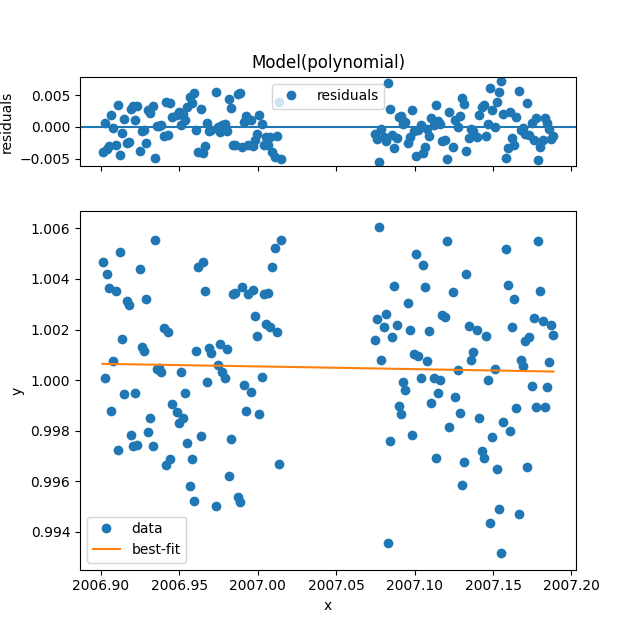 Model(polynomial)
residuals
0.005
0.000
−0.005
residuals
y
1.006
1.004
1.002
1.000
0.998
0.996
0.994
data
best-fit
2006.90 2006.95 2007.00 2007.05 2007.10 2007.15 2007.20
x